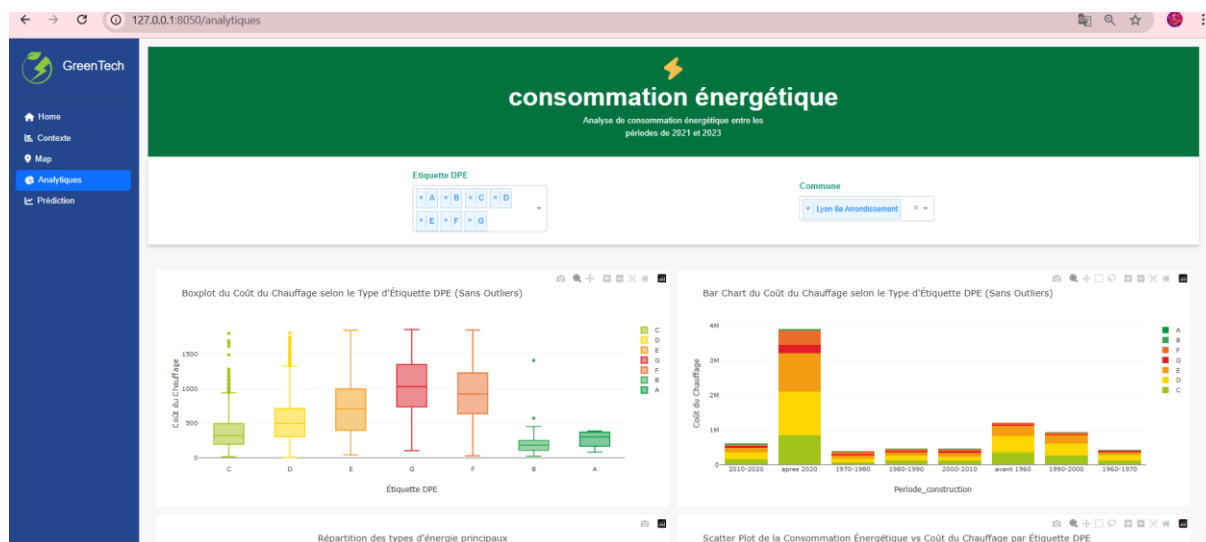 127.0.0.1:8050/analytiques
GreenTech
Home
Contexte
Map
Analytiques
Prédiction
consommation énergétique
Analyse de consommation énergétique entre les
périodes de 2021 et 2023
Etiquette DPE
× A × B × C × D
× E × F × G
Commune
× Lyon 8e Arrondissement ×
Boxplot du Coût du Chauffage selon le Type d'Étiquette DPE (Sans Outliers)
Coût du Chauffage
1500
1000
500
0
C D E G F B A
Étiquette DPE
C
D
E
G
F
B
A
Bar Chart du Coût du Chauffage selon le Type d'Étiquette DPE (Sans Outliers)
Coût du Chauffage
4M
3M
2M
1M
0
2010-2020 apres 2020 1970-1980 1980-1990 2000-2010 avant 1960 1990-2000 1960-1970
Periode_construction
A
B
F
G
E
D
C
Répartition des types d'énergie principaux
Scatter Plot de la Consommation Énergétique vs Coût du Chauffage par Étiquette DPE